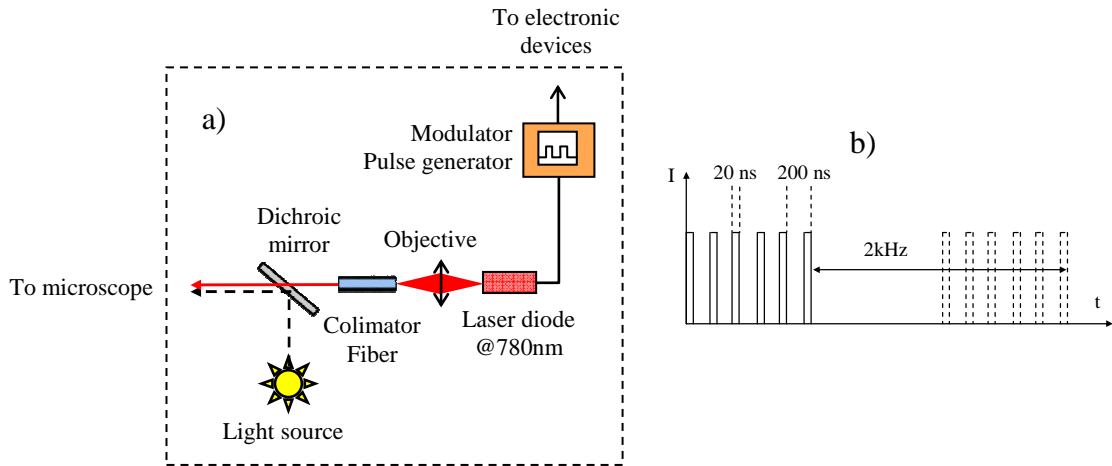 To electronic
devices
a)
Modulator
Pulse generator
Dichroic
mirror
Objective
To microscope
Colimator
Fiber
Laser diode
@780nm
Light source
b)
I
20 ns
200 ns
2kHz
t